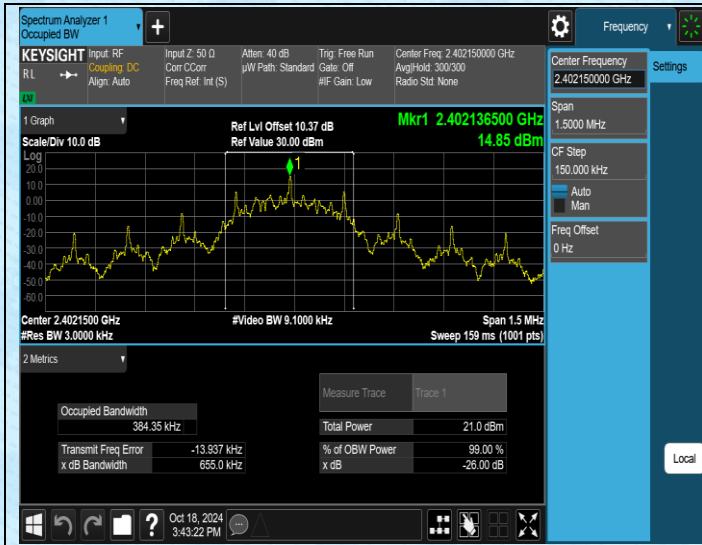 Spectrum Analyzer 1
Occupied BW
Frequency
KEYSIGHT
RL
LXI
Input: RF
Coupling: DC
Align: Auto
Input Z: 50 Ω
Corr CCorr
Freq Ref: Int (S)
Atten: 40 dB
µW Path: Standard
Trig: Free Run
Gate: Off
#IF Gain: Low
Center Freq: 2.402150000 GHz
Avg|Hold: 300/300
Radio Std: None
Center Frequency
2.402150000 GHz
Settings
Span
1.5000 MHz
CF Step
150.000 kHz
Auto
Man
Freq Offset
0 Hz
1 Graph
Scale/Div 10.0 dB
Ref Lvl Offset 10.37 dB
Ref Value 30.00 dBm
Mkr1 2.402136500 GHz
14.85 dBm
Log
20.0
10.0
0.00
-10.0
-20.0
-30.0
-40.0
-50.0
-60.0
1
Center 2.4021500 GHz
#Res BW 3.0000 kHz
#Video BW 9.1000 kHz
Span 1.5 MHz
Sweep 159 ms (1001 pts)
2 Metrics
Measure Trace
Trace 1
Occupied Bandwidth
384.35 kHz
Total Power
21.0 dBm
Transmit Freq Error
-13.937 kHz
% of OBW Power
99.00 %
x dB Bandwidth
655.0 kHz
x dB
-26.00 dB
Local
?
Oct 18, 2024
3:43:22 PM